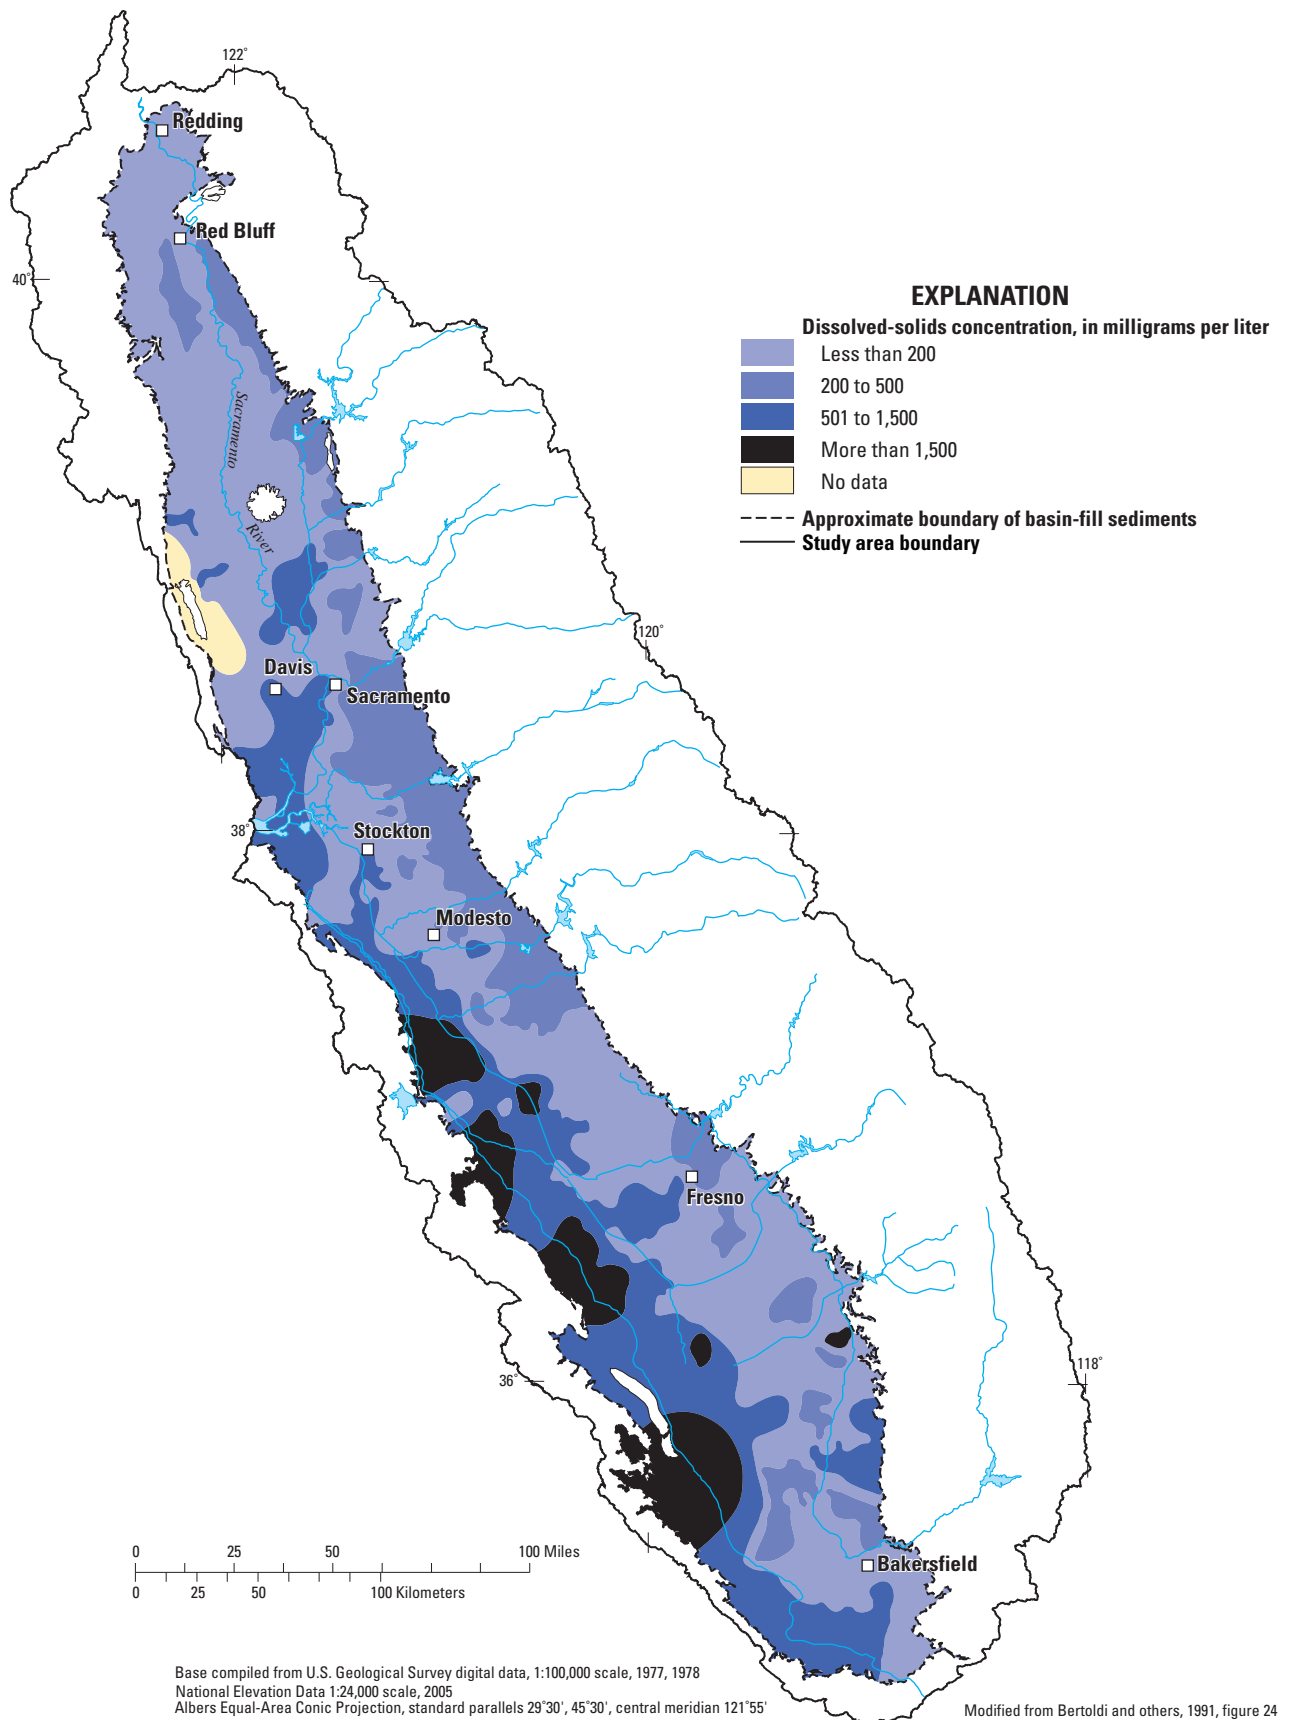 122°
Redding
Red Bluff
40°
EXPLANATION
Dissolved-solids concentration, in milligrams per liter
Less than 200
200 to 500
501 to 1,500
More than 1,500
No data
Approximate boundary of basin-fill sediments
Study area boundary
Sacramento
River
120°
Davis
Sacramento
38°
Stockton
Modesto
Fresno
118°
36°
Bakersfield
0 25 50 100 Miles
0 25 50 100 Kilometers
Base compiled from U.S. Geological Survey digital data, 1:100,000 scale, 1977, 1978
National Elevation Data 1:24,000 scale, 2005
Albers Equal-Area Conic Projection, standard parallels 29°30', 45°30', central meridian 121°55'
Modified from Bertoldi and others, 1991, figure 24